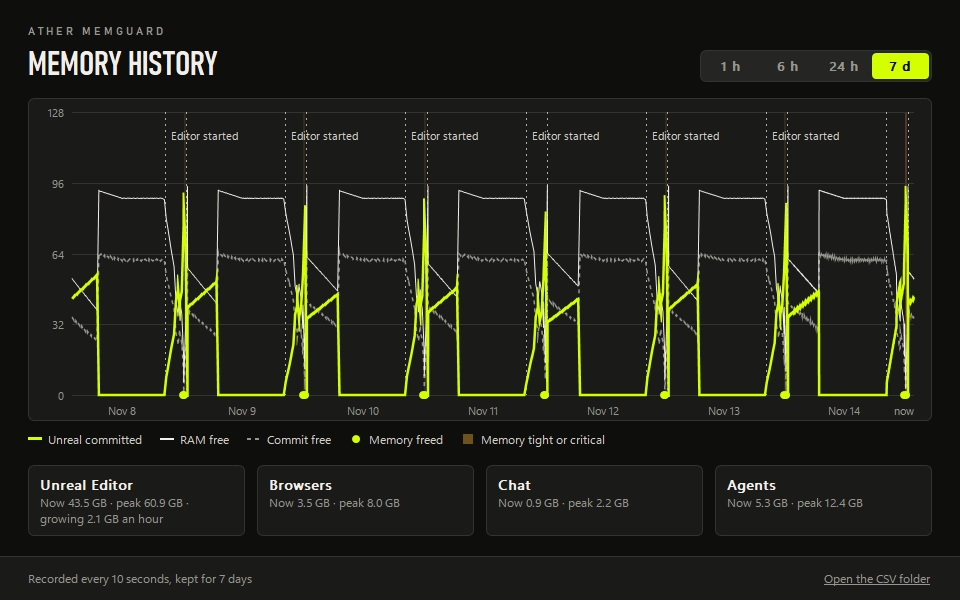 ATHER MEMGUARD
MEMORY HISTORY
1 h 6 h 24 h 7 d
128
Editor started Editor started Editor started Editor started Editor started Editor started
96
64
32
0
Nov 8 Nov 9 Nov 10 Nov 11 Nov 12 Nov 13 Nov 14 now
Unreal committed RAM free Commit free Memory freed Memory tight or critical
Unreal Editor Browsers Chat Agents
Now 43.5 GB · peak 60.9 GB · Now 3.5 GB · peak 8.0 GB Now 0.9 GB · peak 2.2 GB Now 5.3 GB · peak 12.4 GB
growing 2.1 GB an hour
Recorded every 10 seconds, kept for 7 days Open the CSV folder